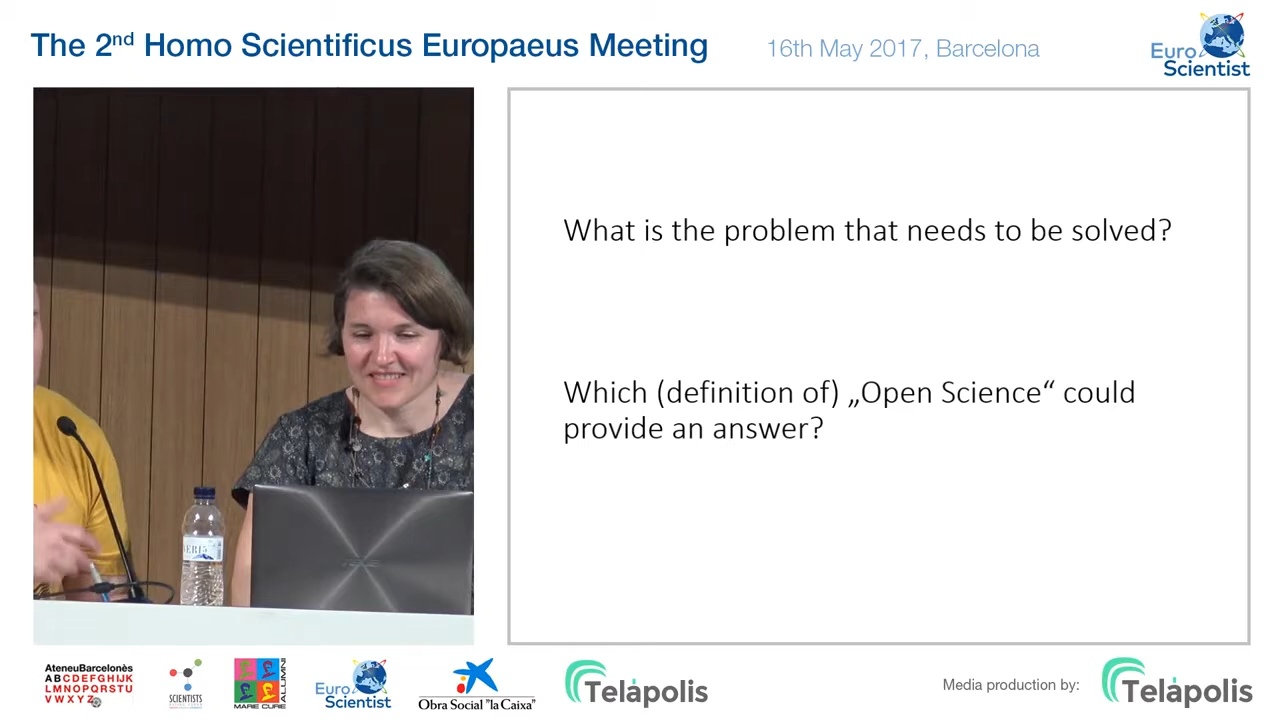 The 2nd Homo Scientificus Europaeus Meeting
16th May 2017, Barcelona
Euro
Scientist
What is the problem that needs to be solved?
Which (definition of) „Open Science“ could
provide an answer?
AteneuBarcelonès
ABCDEFGHIJK
LMNOPQRSTU
VWXYZ
SCIENTISTS
MARIE CURIE ALUMNI
Euro
Scientist
Obra Social "la Caixa"
Telàpolis
Media production by:
Telàpolis